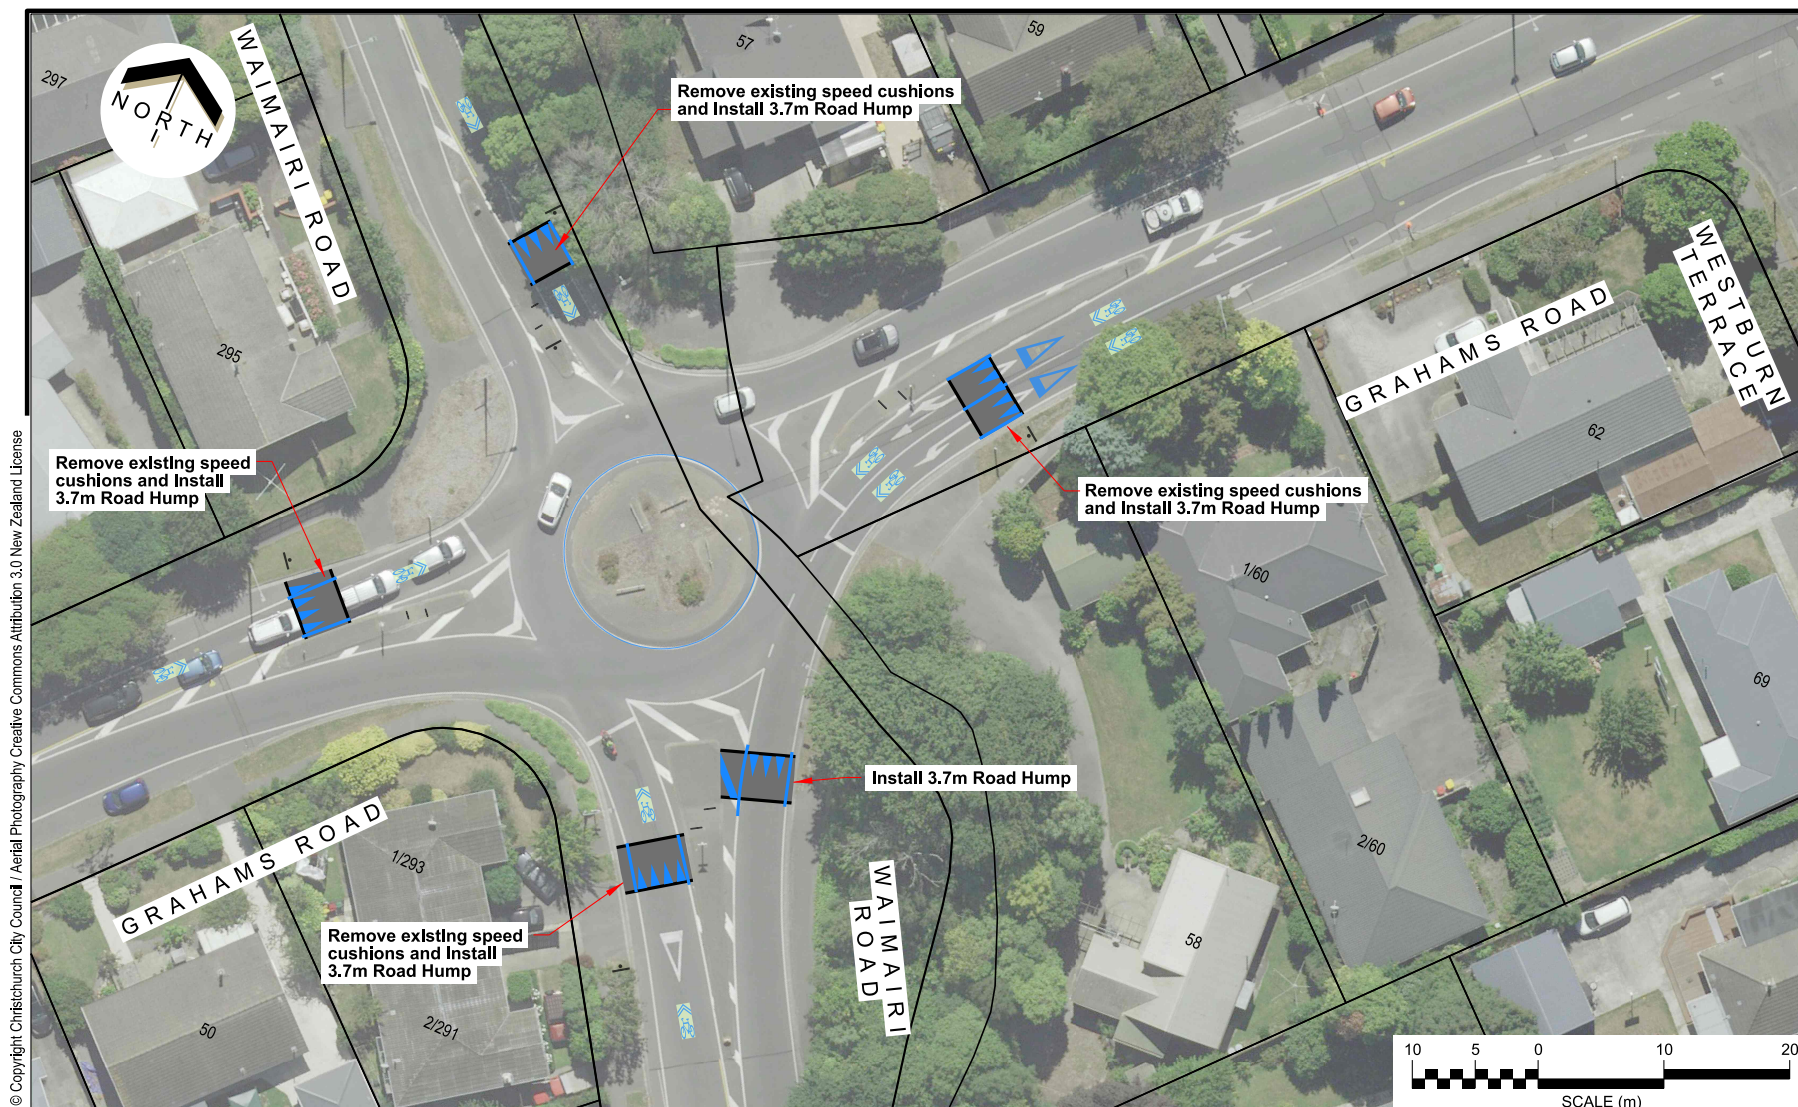 297
WAIMAIRI ROAD
NORTH
57
59
Remove existing speed cushions
and Install 3.7m Road Hump
295
WESTBURN
TERRACE
GRAHAMS ROAD
62
Remove existing speed
cushions and Install
3.7m Road Hump
Remove existing speed cushions
and Install 3.7m Road Hump
1/60
69
Install 3.7m Road Hump
GRAHAMS ROAD
1/293
2/60
WAIMAIRI
ROAD
Remove existing speed
cushions and Install
3.7m Road Hump
58
50
2/291
10 5 0 10 20
SCALE (m)
© Copyright Christchurch City Council / Aerial Photography Creative Commons Attribution 3.0 New Zealand License